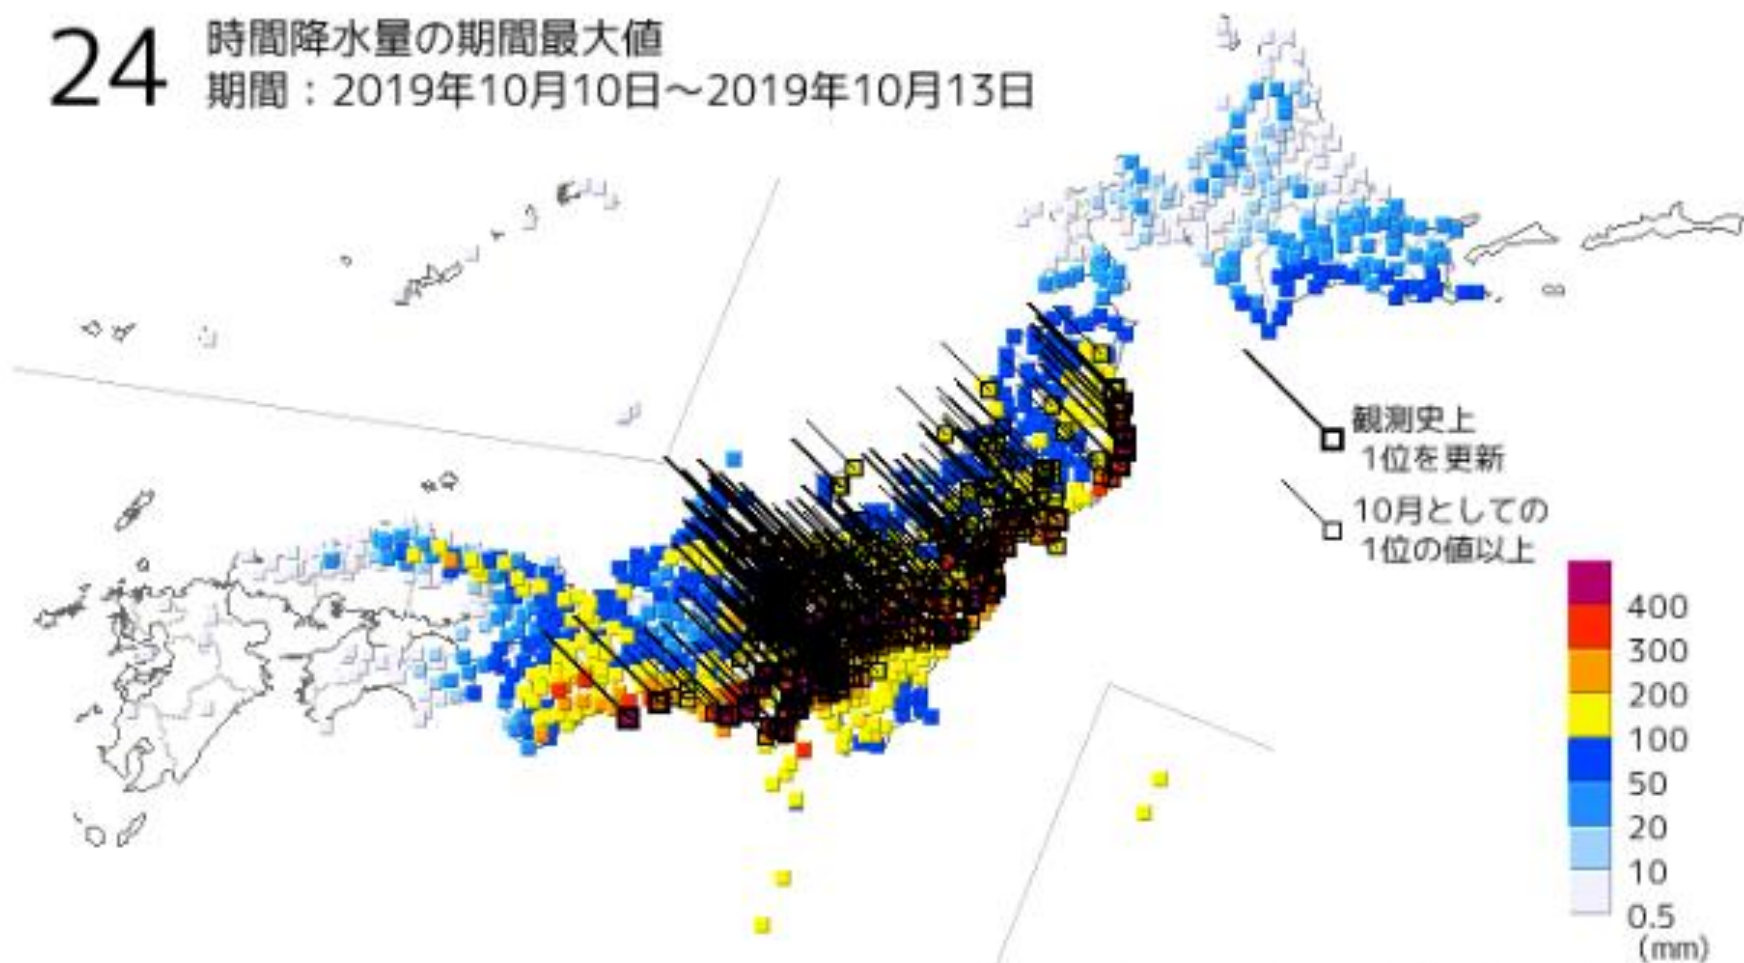 24 時間降水量の期間最大値
期間：2019年10月10日～2019年10月13日
観測史上
1位を更新
10月としての
1位の値以上
400
300
200
100
50
20
10
0.5
(mm)